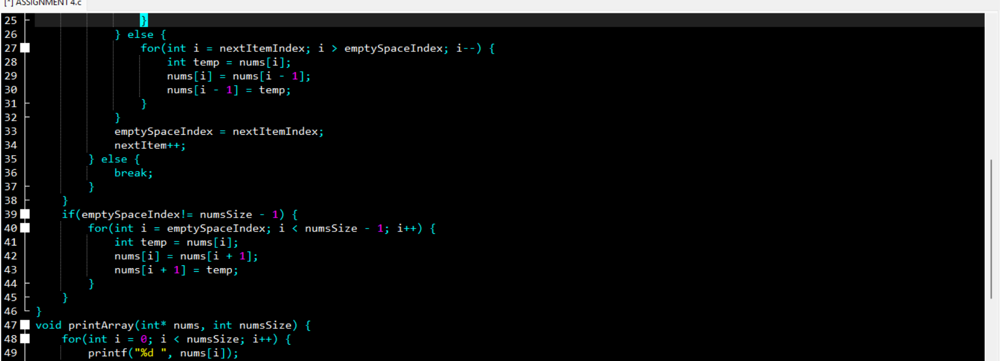 [*] ASSIGNMENT 4.c
25 }
26 } else {
27 for(int i = nextItemIndex; i > emptySpaceIndex; i--) {
28 int temp = nums[i];
29 nums[i] = nums[i - 1];
30 nums[i - 1] = temp;
31 }
32 }
33 emptySpaceIndex = nextItemIndex;
34 nextItem++;
35 } else {
36 break;
37 }
38 }
39 if(emptySpaceIndex!= numsSize - 1) {
40 for(int i = emptySpaceIndex; i < numsSize - 1; i++) {
41 int temp = nums[i];
42 nums[i] = nums[i + 1];
43 nums[i + 1] = temp;
44 }
45 }
46 }
47 void printArray(int* nums, int numsSize) {
48 for(int i = 0; i < numsSize; i++) {
49 printf("%d ", nums[i]);